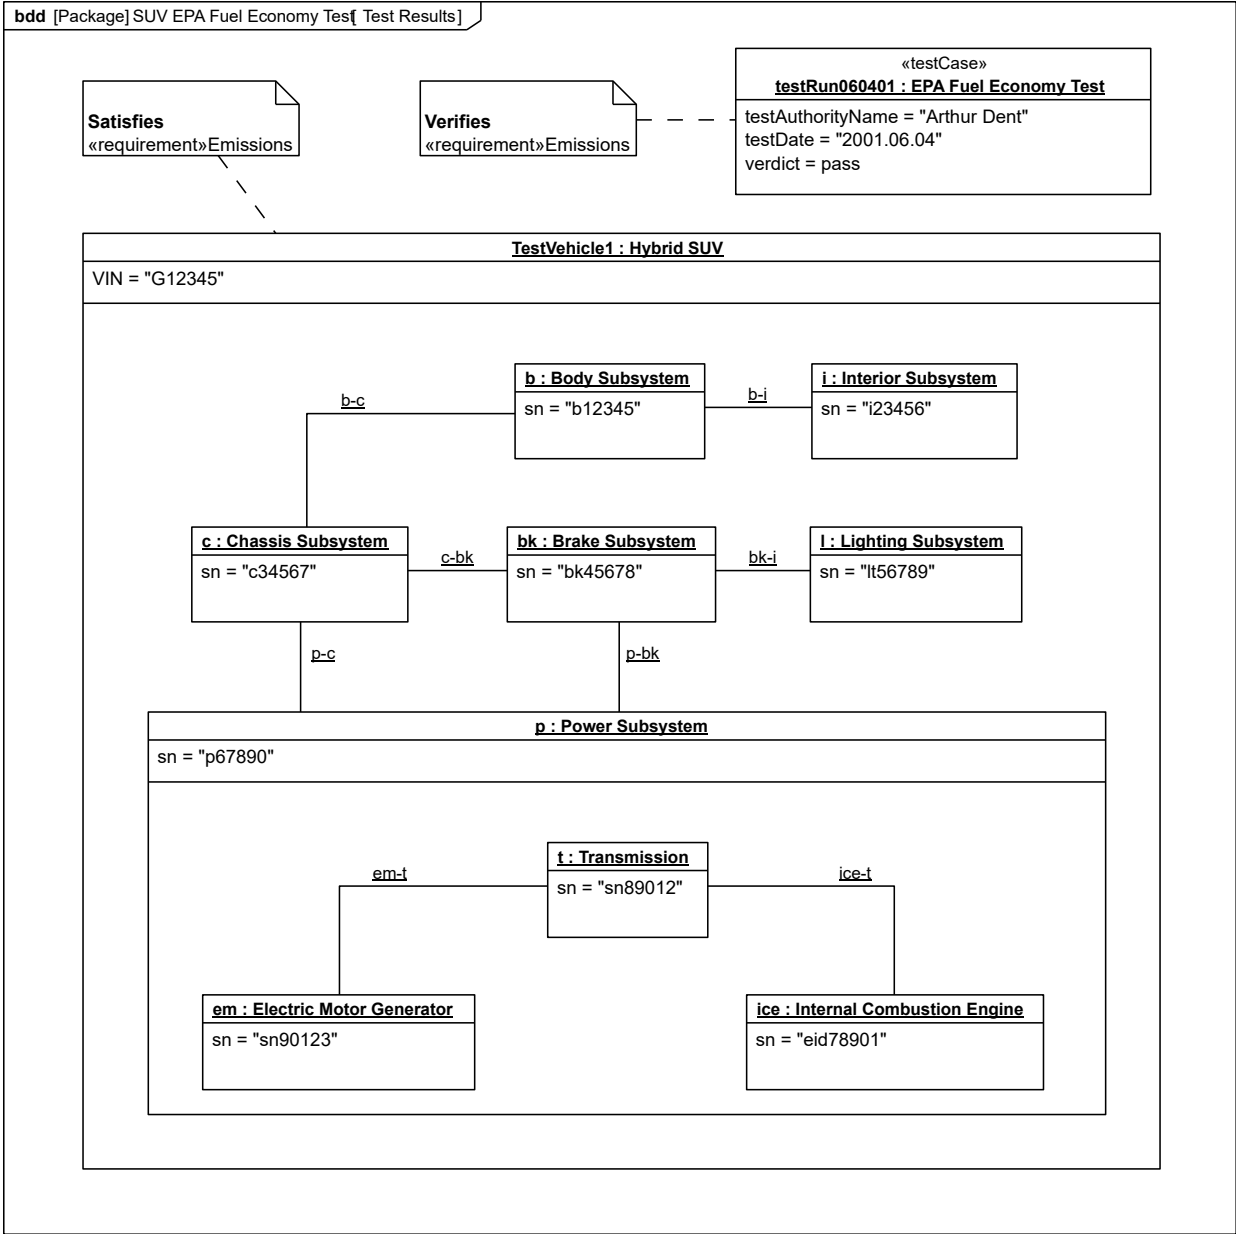 bdd [Package] SUV EPA Fuel Economy Test[ Test Results]
«testCase»
testRun060401 : EPA Fuel Economy Test
testAuthorityName = "Arthur Dent"
testDate = "2001.06.04"
verdict = pass
Satisfies
«requirement»Emissions
Verifies
«requirement»Emissions
TestVehicle1 : Hybrid SUV
VIN = "G12345"
b : Body Subsystem
sn = "b12345"
b-i
i : Interior Subsystem
sn = "i23456"
b-c
c : Chassis Subsystem
sn = "c34567"
c-bk
bk : Brake Subsystem
sn = "bk45678"
bk-i
l : Lighting Subsystem
sn = "lt56789"
p-c
p-bk
p : Power Subsystem
sn = "p67890"
t : Transmission
sn = "sn89012"
em-t
ice-t
em : Electric Motor Generator
sn = "sn90123"
ice : Internal Combustion Engine
sn = "eid78901"